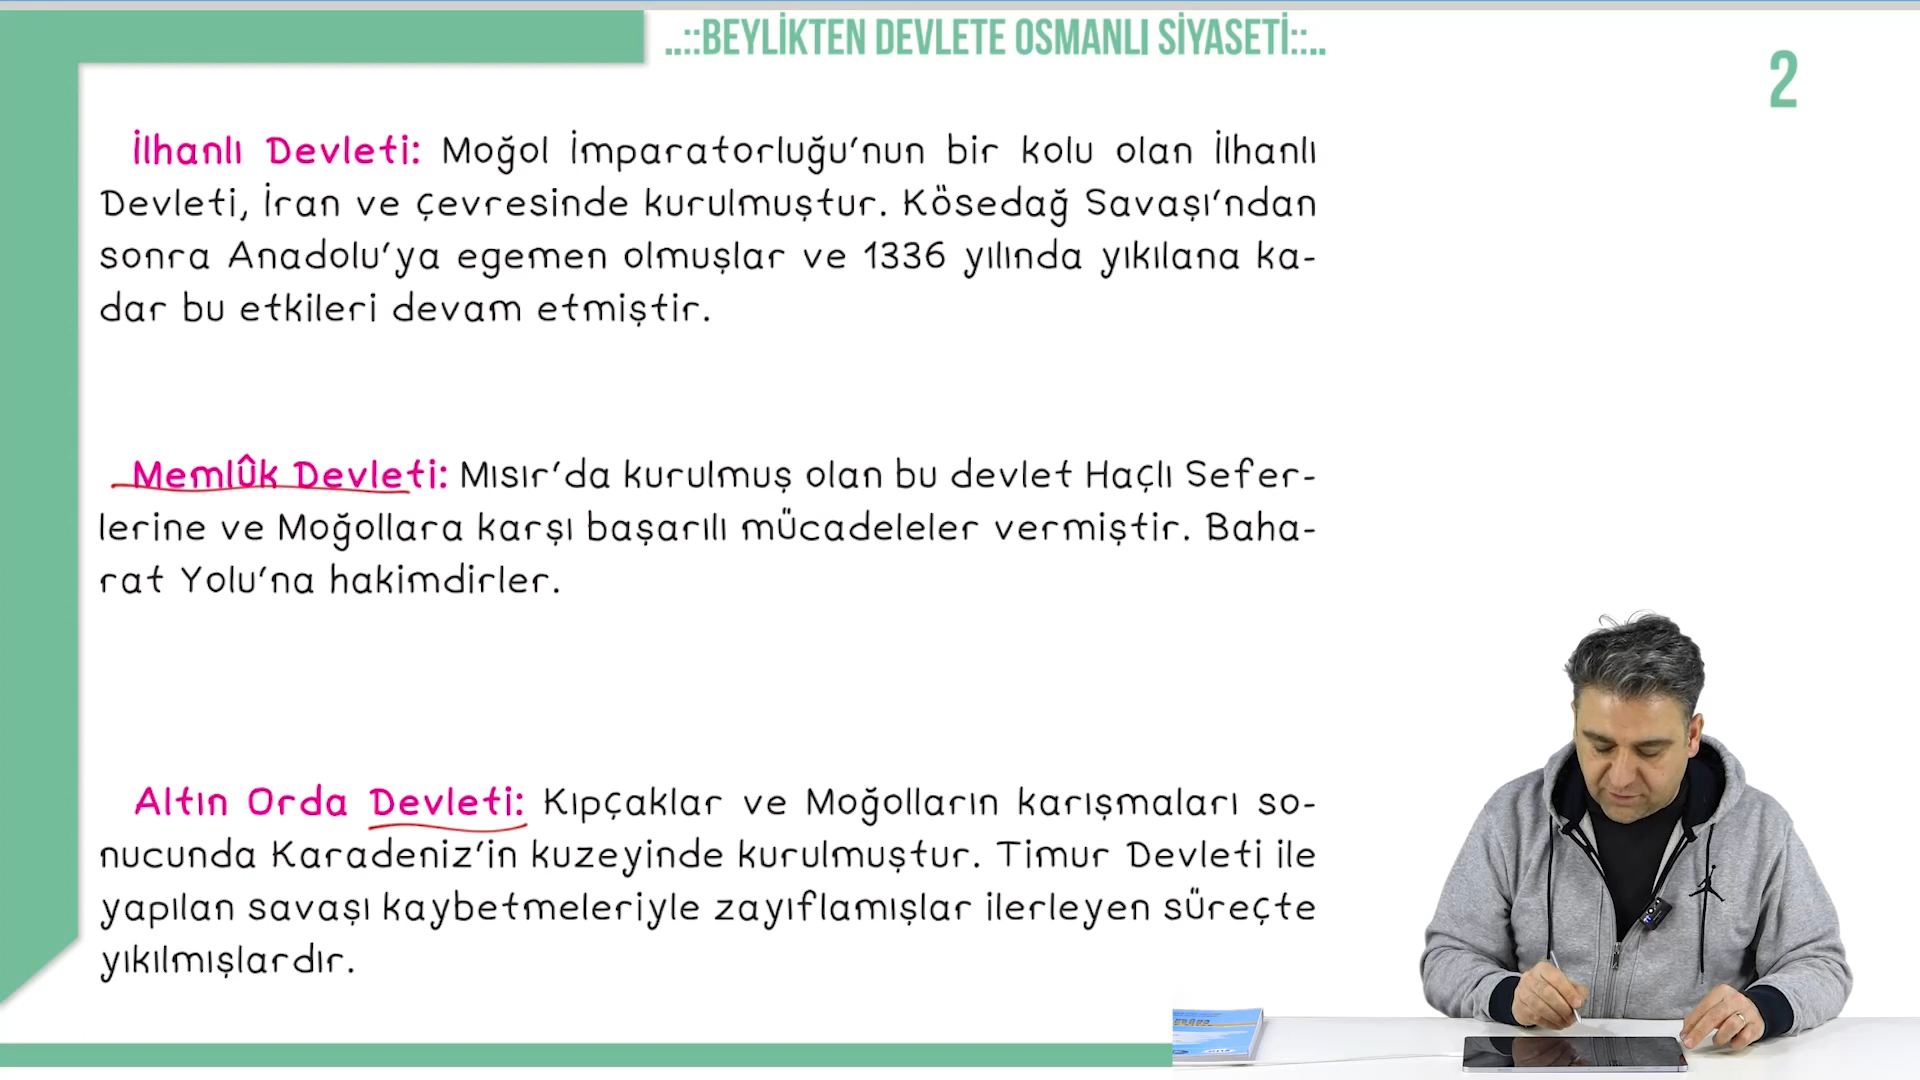 ..::BEYLİKTEN DEVLETE OSMANLI SİYASETİ::..
2
İlhanlı Devleti: Moğol İmparatorluğu’nun bir kolu olan İlhanlı
Devleti, İran ve çevresinde kurulmuştur. Kösedağ Savaşı’ndan
sonra Anadolu’ya egemen olmuşlar ve 1336 yılında yıkılana ka-
dar bu etkileri devam etmiştir.
Memlûk Devleti: Mısır’da kurulmuş olan bu devlet Haçlı Sefer-
lerine ve Moğollara karşı başarılı mücadeleler vermiştir. Baha-
rat Yolu’na hakimdirler.
Altın Orda Devleti: Kıpçaklar ve Moğolların karışmaları so-
nucunda Karadeniz’in kuzeyinde kurulmuştur. Timur Devleti ile
yapılan savaşı kaybetmeleriyle zayıflamışlar ilerleyen süreçte
yıkılmışlardır.